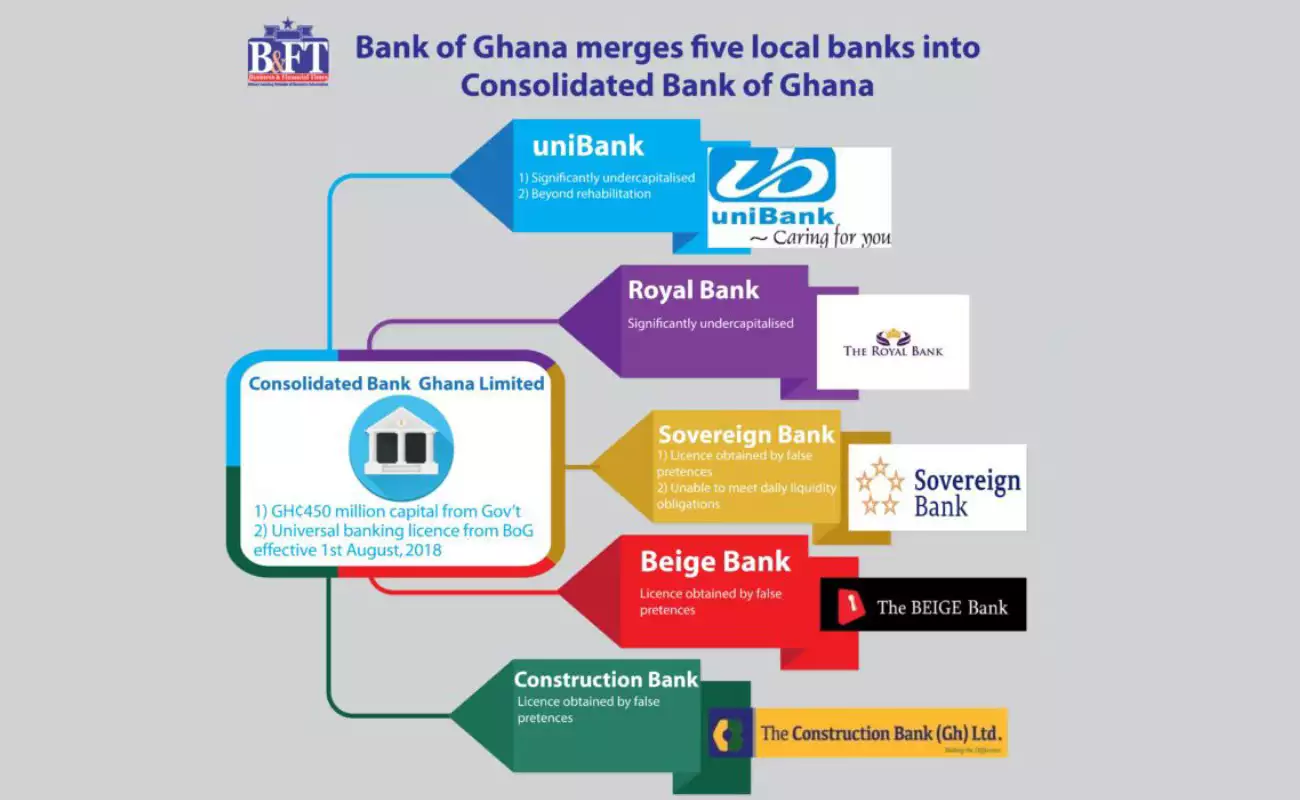 B&FT
Business & Financial Times
Bank of Ghana merges five local banks into
Consolidated Bank of Ghana
uniBank
1) Significantly undercapitalised
2) Beyond rehabilitation
uniBank
~ Caring for you
Royal Bank
Significantly undercapitalised
THE ROYAL BANK
Consolidated Bank Ghana Limited
1) GH¢450 million capital from Gov't
2) Universal banking licence from BoG
effective 1st August, 2018
Sovereign Bank
1) Licence obtained by false
pretences
2) Unable to meet daily liquidity
obligations
Sovereign
Bank
Beige Bank
Licence obtained by false
pretences
The BEIGE Bank
Construction Bank
Licence obtained by false
pretences
The Construction Bank (Gh) Ltd.
Making the Difference